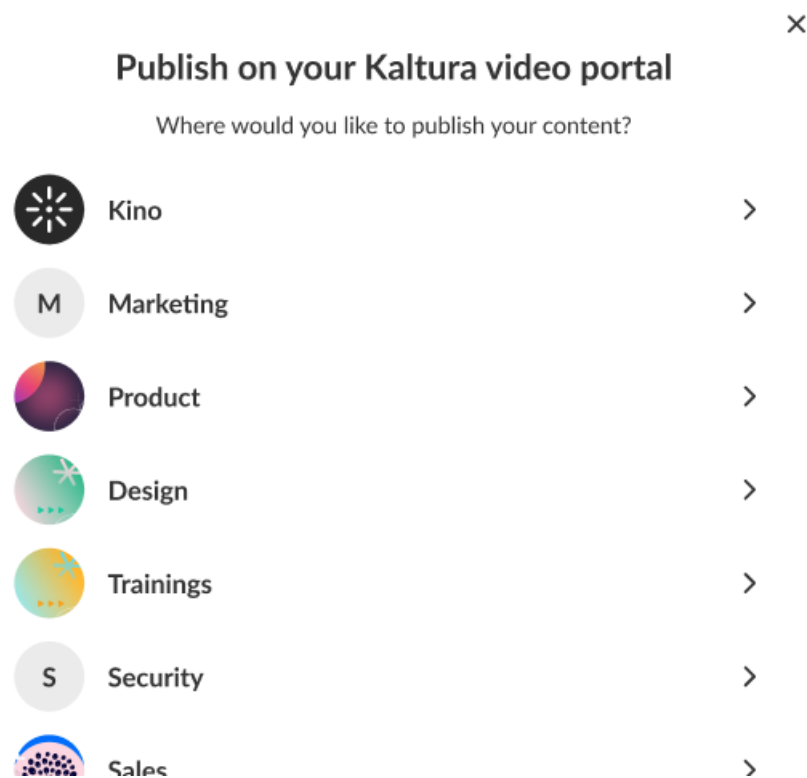 Publish on your Kaltura video portal
Where would you like to publish your content?
Kino
M Marketing
Product
Design
Trainings
S Security
Sales